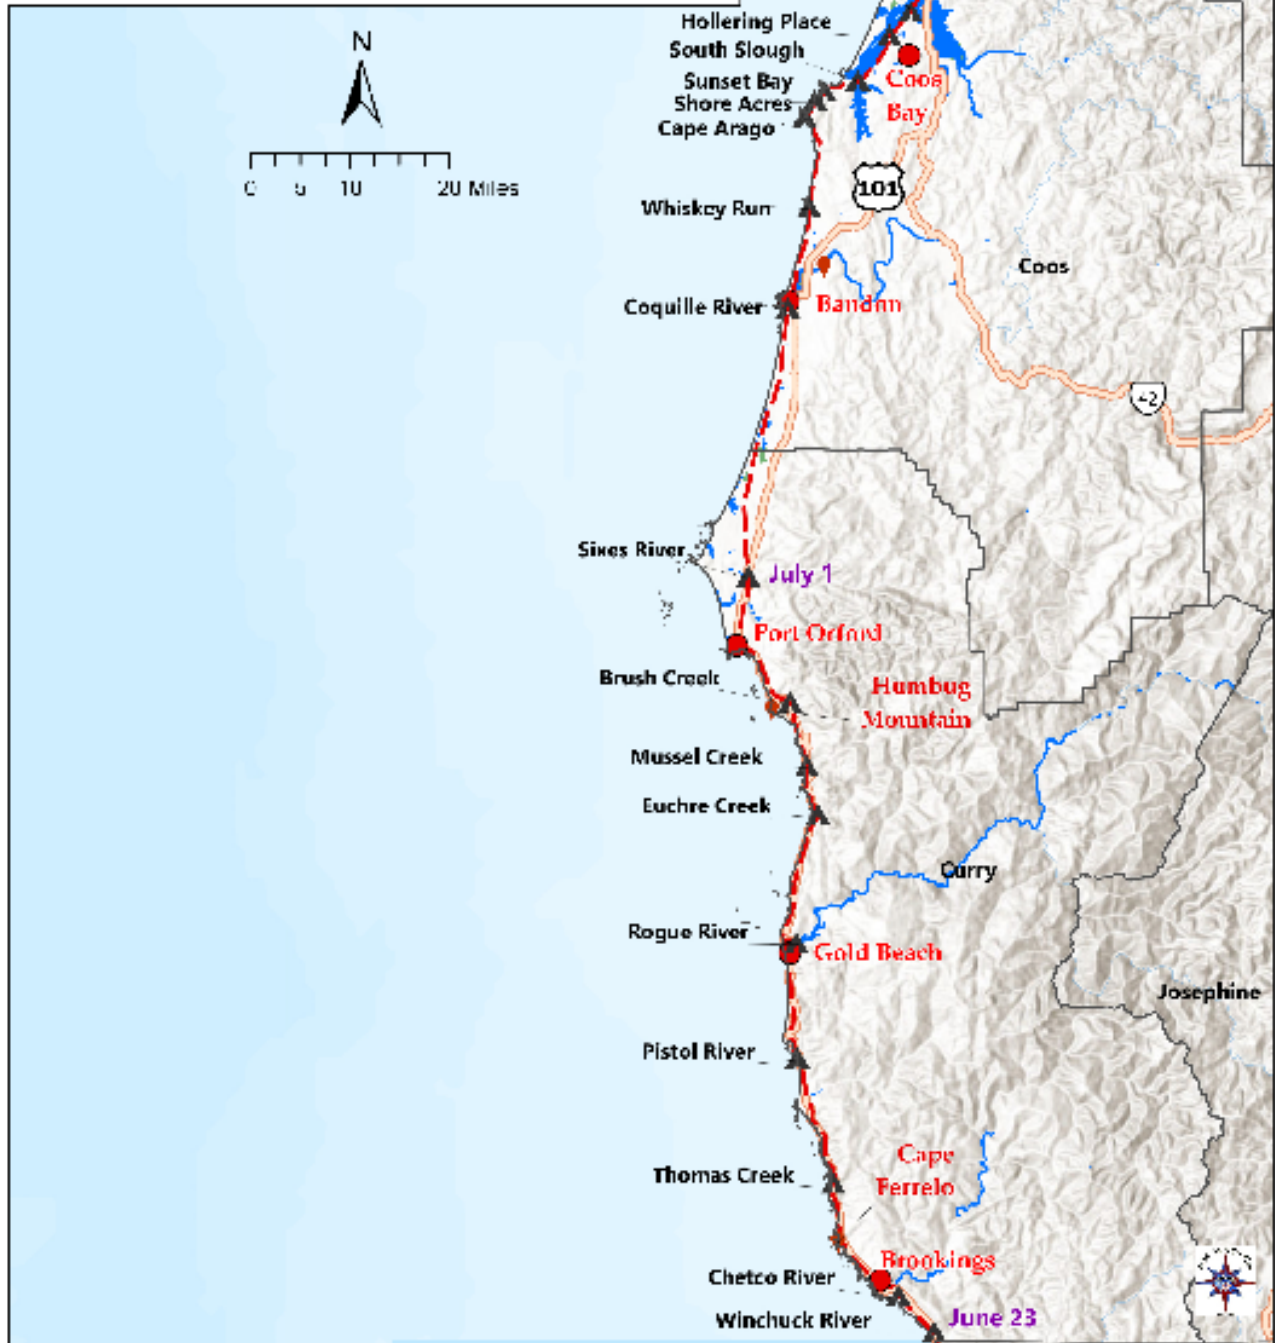 Hollering Place
N
South Slough
Sunset Bay
Coos
Bay
Shore Acres
Cape Arago
0 5 10 20 Miles
101
Whiskey Run
Coos
Coquille River
Bandon
42
Sixes River
July 1
Port Orford
Brush Creek
Humbug
Mountain
Mussel Creek
Euchre Creek
Curry
Rogue River
Gold Beach
Josephine
Pistol River
Cape
Ferrelo
Thomas Creek
Brookings
Chetco River
Winchuck River
June 23